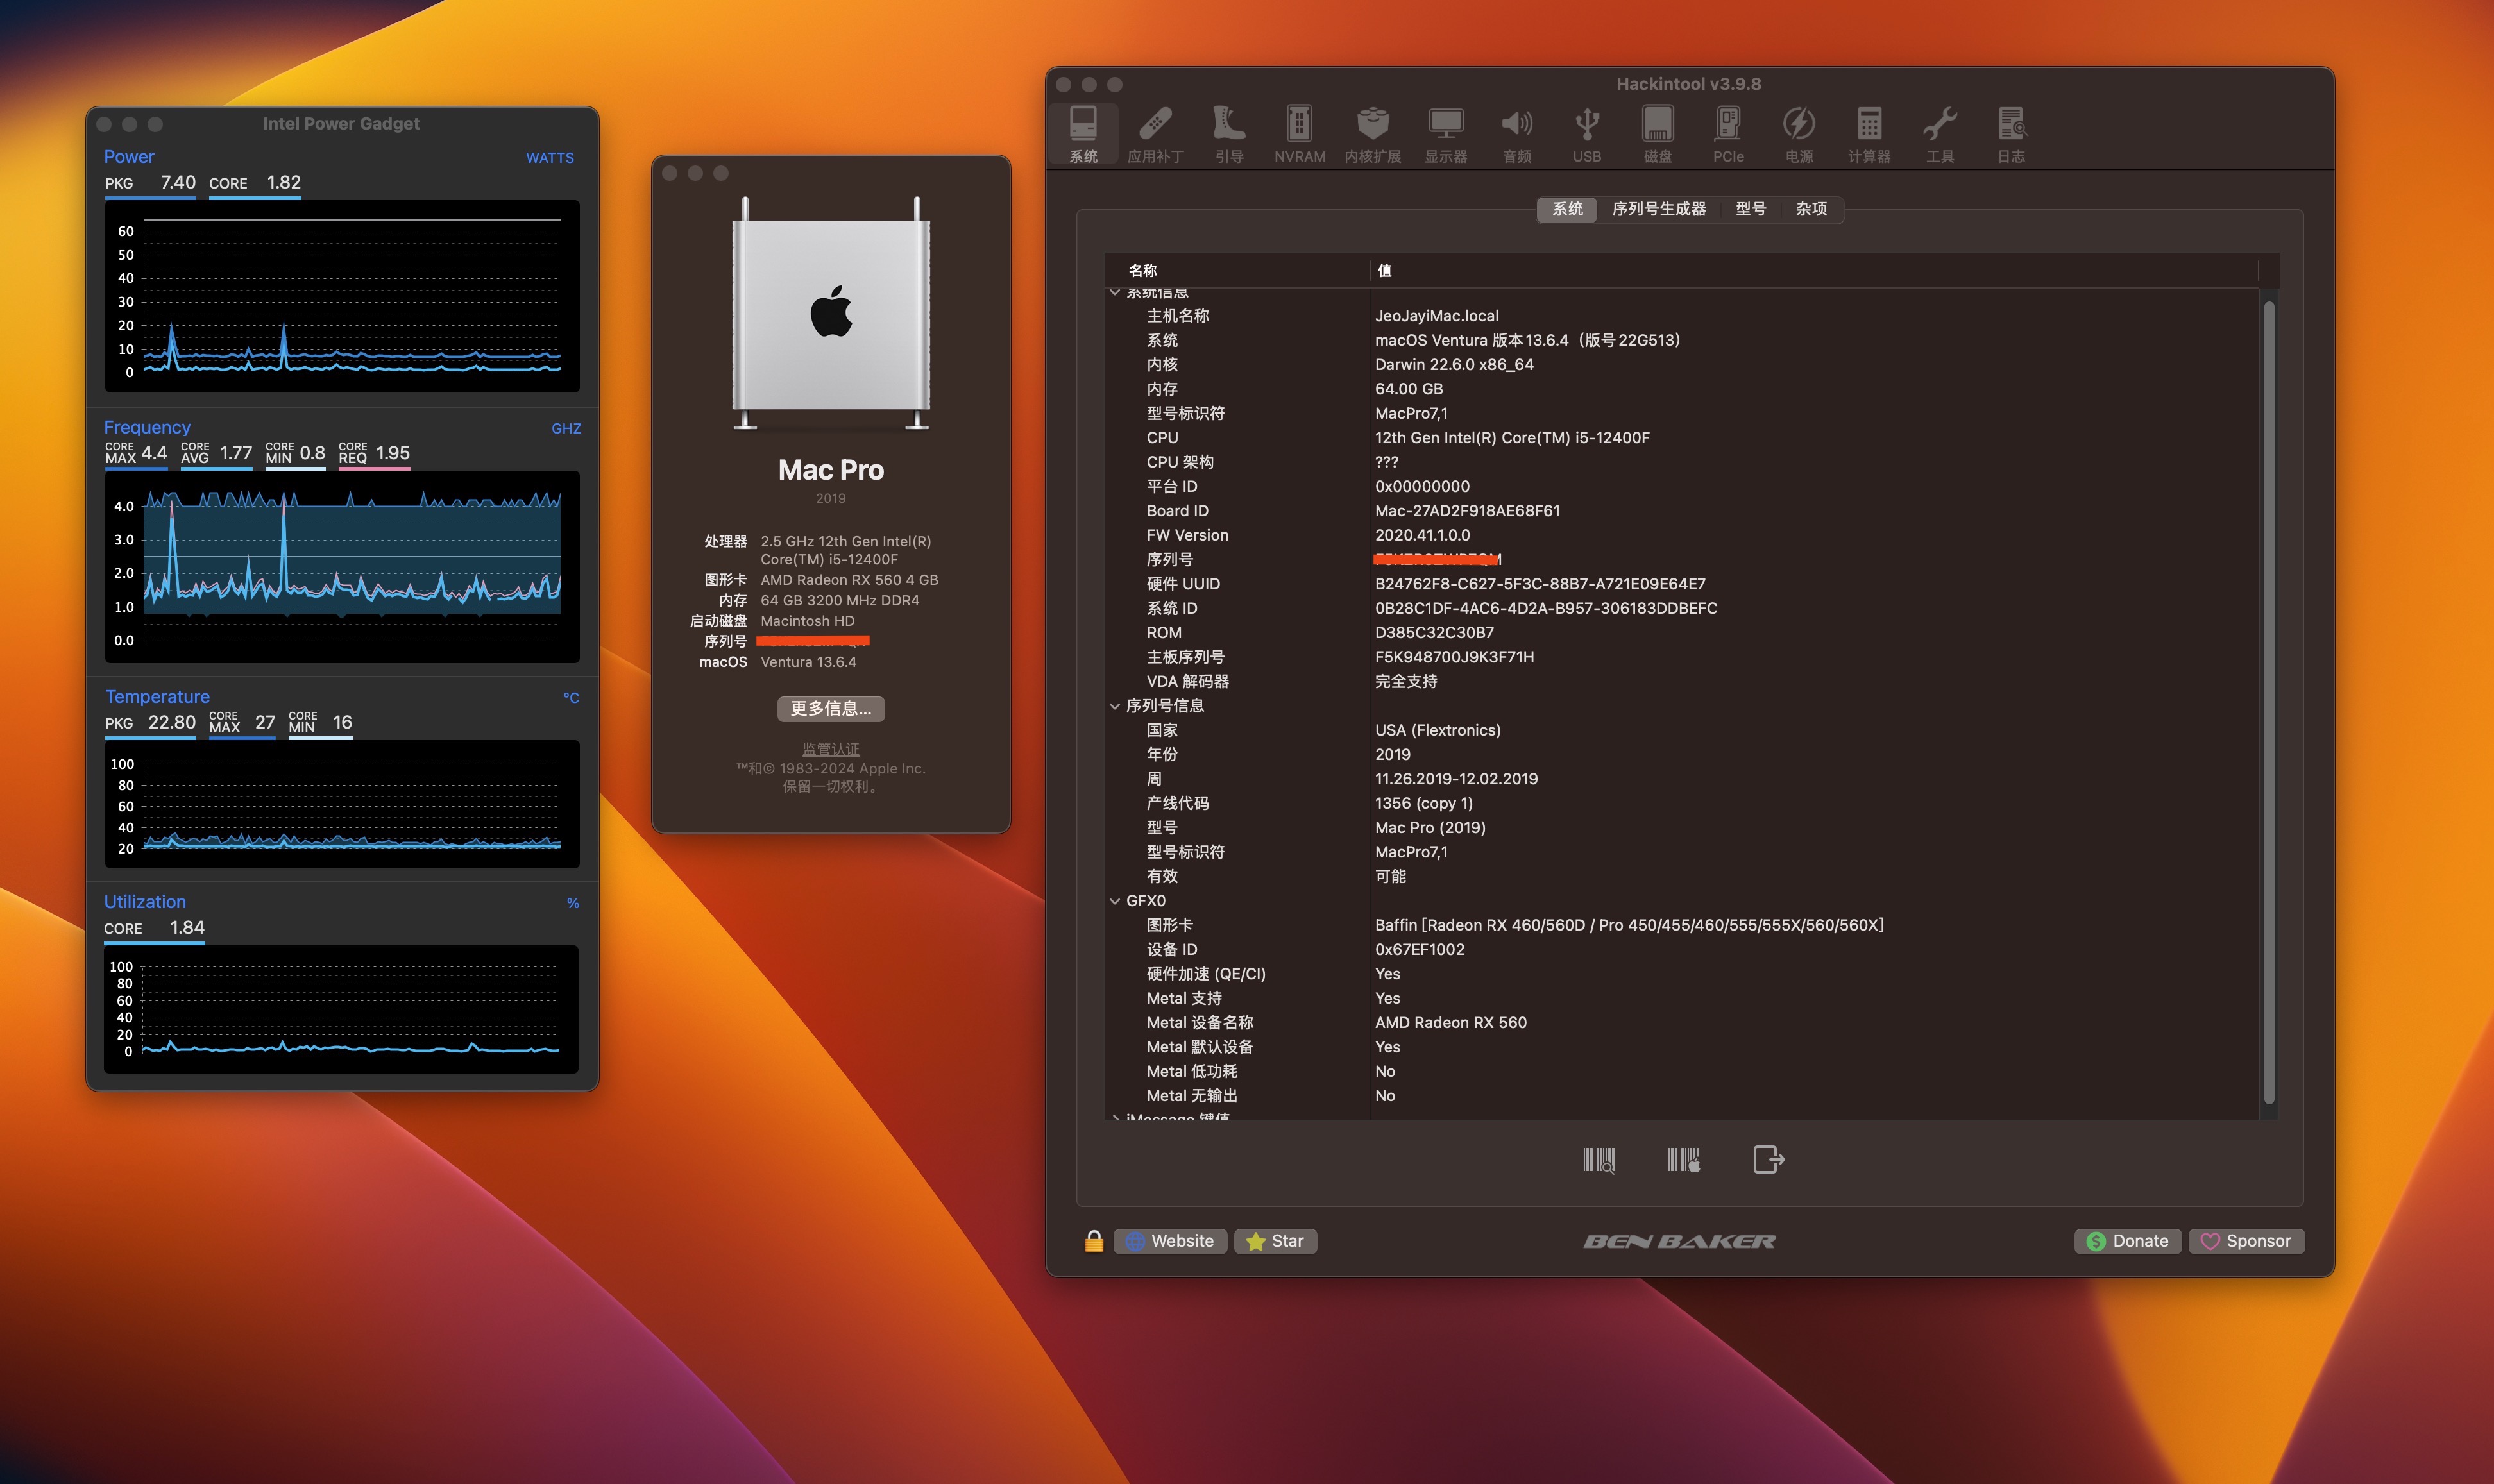 Intel Power Gadget
Power WATTS
PKG 7.40 CORE 1.82
60
50
40
30
20
10
0
Frequency GHZ
CORE MAX 4.4 CORE AVG 1.77 CORE MIN 0.8 CORE REQ 1.95
4.0
3.0
2.0
1.0
0.0
Temperature °C
PKG 22.80 CORE MAX 27 CORE MIN 16
100
80
60
40
20
Utilization %
CORE 1.84
100
80
60
40
20
0
Mac Pro
2019
处理器 2.5 GHz 12th Gen Intel(R)
Core(TM) i5-12400F
图形卡 AMD Radeon RX 560 4 GB
内存 64 GB 3200 MHz DDR4
启动磁盘 Macintosh HD
序列号
macOS Ventura 13.6.4
更多信息...
监管认证
™和© 1983-2024 Apple Inc.
保留一切权利。
Hackintool v3.9.8
系统 应用补丁 引导 NVRAM 内核扩展 显示器 音频 USB 磁盘 PCIe 电源 计算器 工具 日志
系统 序列号生成器 型号 杂项
名称 值
系统信息
主机名称 JeoJayiMac.local
系统 macOS Ventura 版本13.6.4（版号22G513）
内核 Darwin 22.6.0 x86_64
内存 64.00 GB
型号标识符 MacPro7,1
CPU 12th Gen Intel(R) Core(TM) i5-12400F
CPU 架构 ???
平台 ID 0x00000000
Board ID Mac-27AD2F918AE68F61
FW Version 2020.41.1.0.0
序列号
硬件 UUID B24762F8-C627-5F3C-88B7-A721E09E64E7
系统 ID 0B28C1DF-4AC6-4D2A-B957-306183DDBEFC
ROM D385C32C30B7
主板序列号 F5K948700J9K3F71H
VDA 解码器 完全支持
序列号信息
国家 USA (Flextronics)
年份 2019
周 11.26.2019-12.02.2019
产线代码 1356 (copy 1)
型号 Mac Pro (2019)
型号标识符 MacPro7,1
有效 可能
GFX0
图形卡 Baffin [Radeon RX 460/560D / Pro 450/455/460/555/555X/560/560X]
设备 ID 0x67EF1002
硬件加速 (QE/CI) Yes
Metal 支持 Yes
Metal 设备名称 AMD Radeon RX 560
Metal 默认设备 Yes
Metal 低功耗 No
Metal 无输出 No
iMessage 键值
Website Star BEN BAKER Donate Sponsor